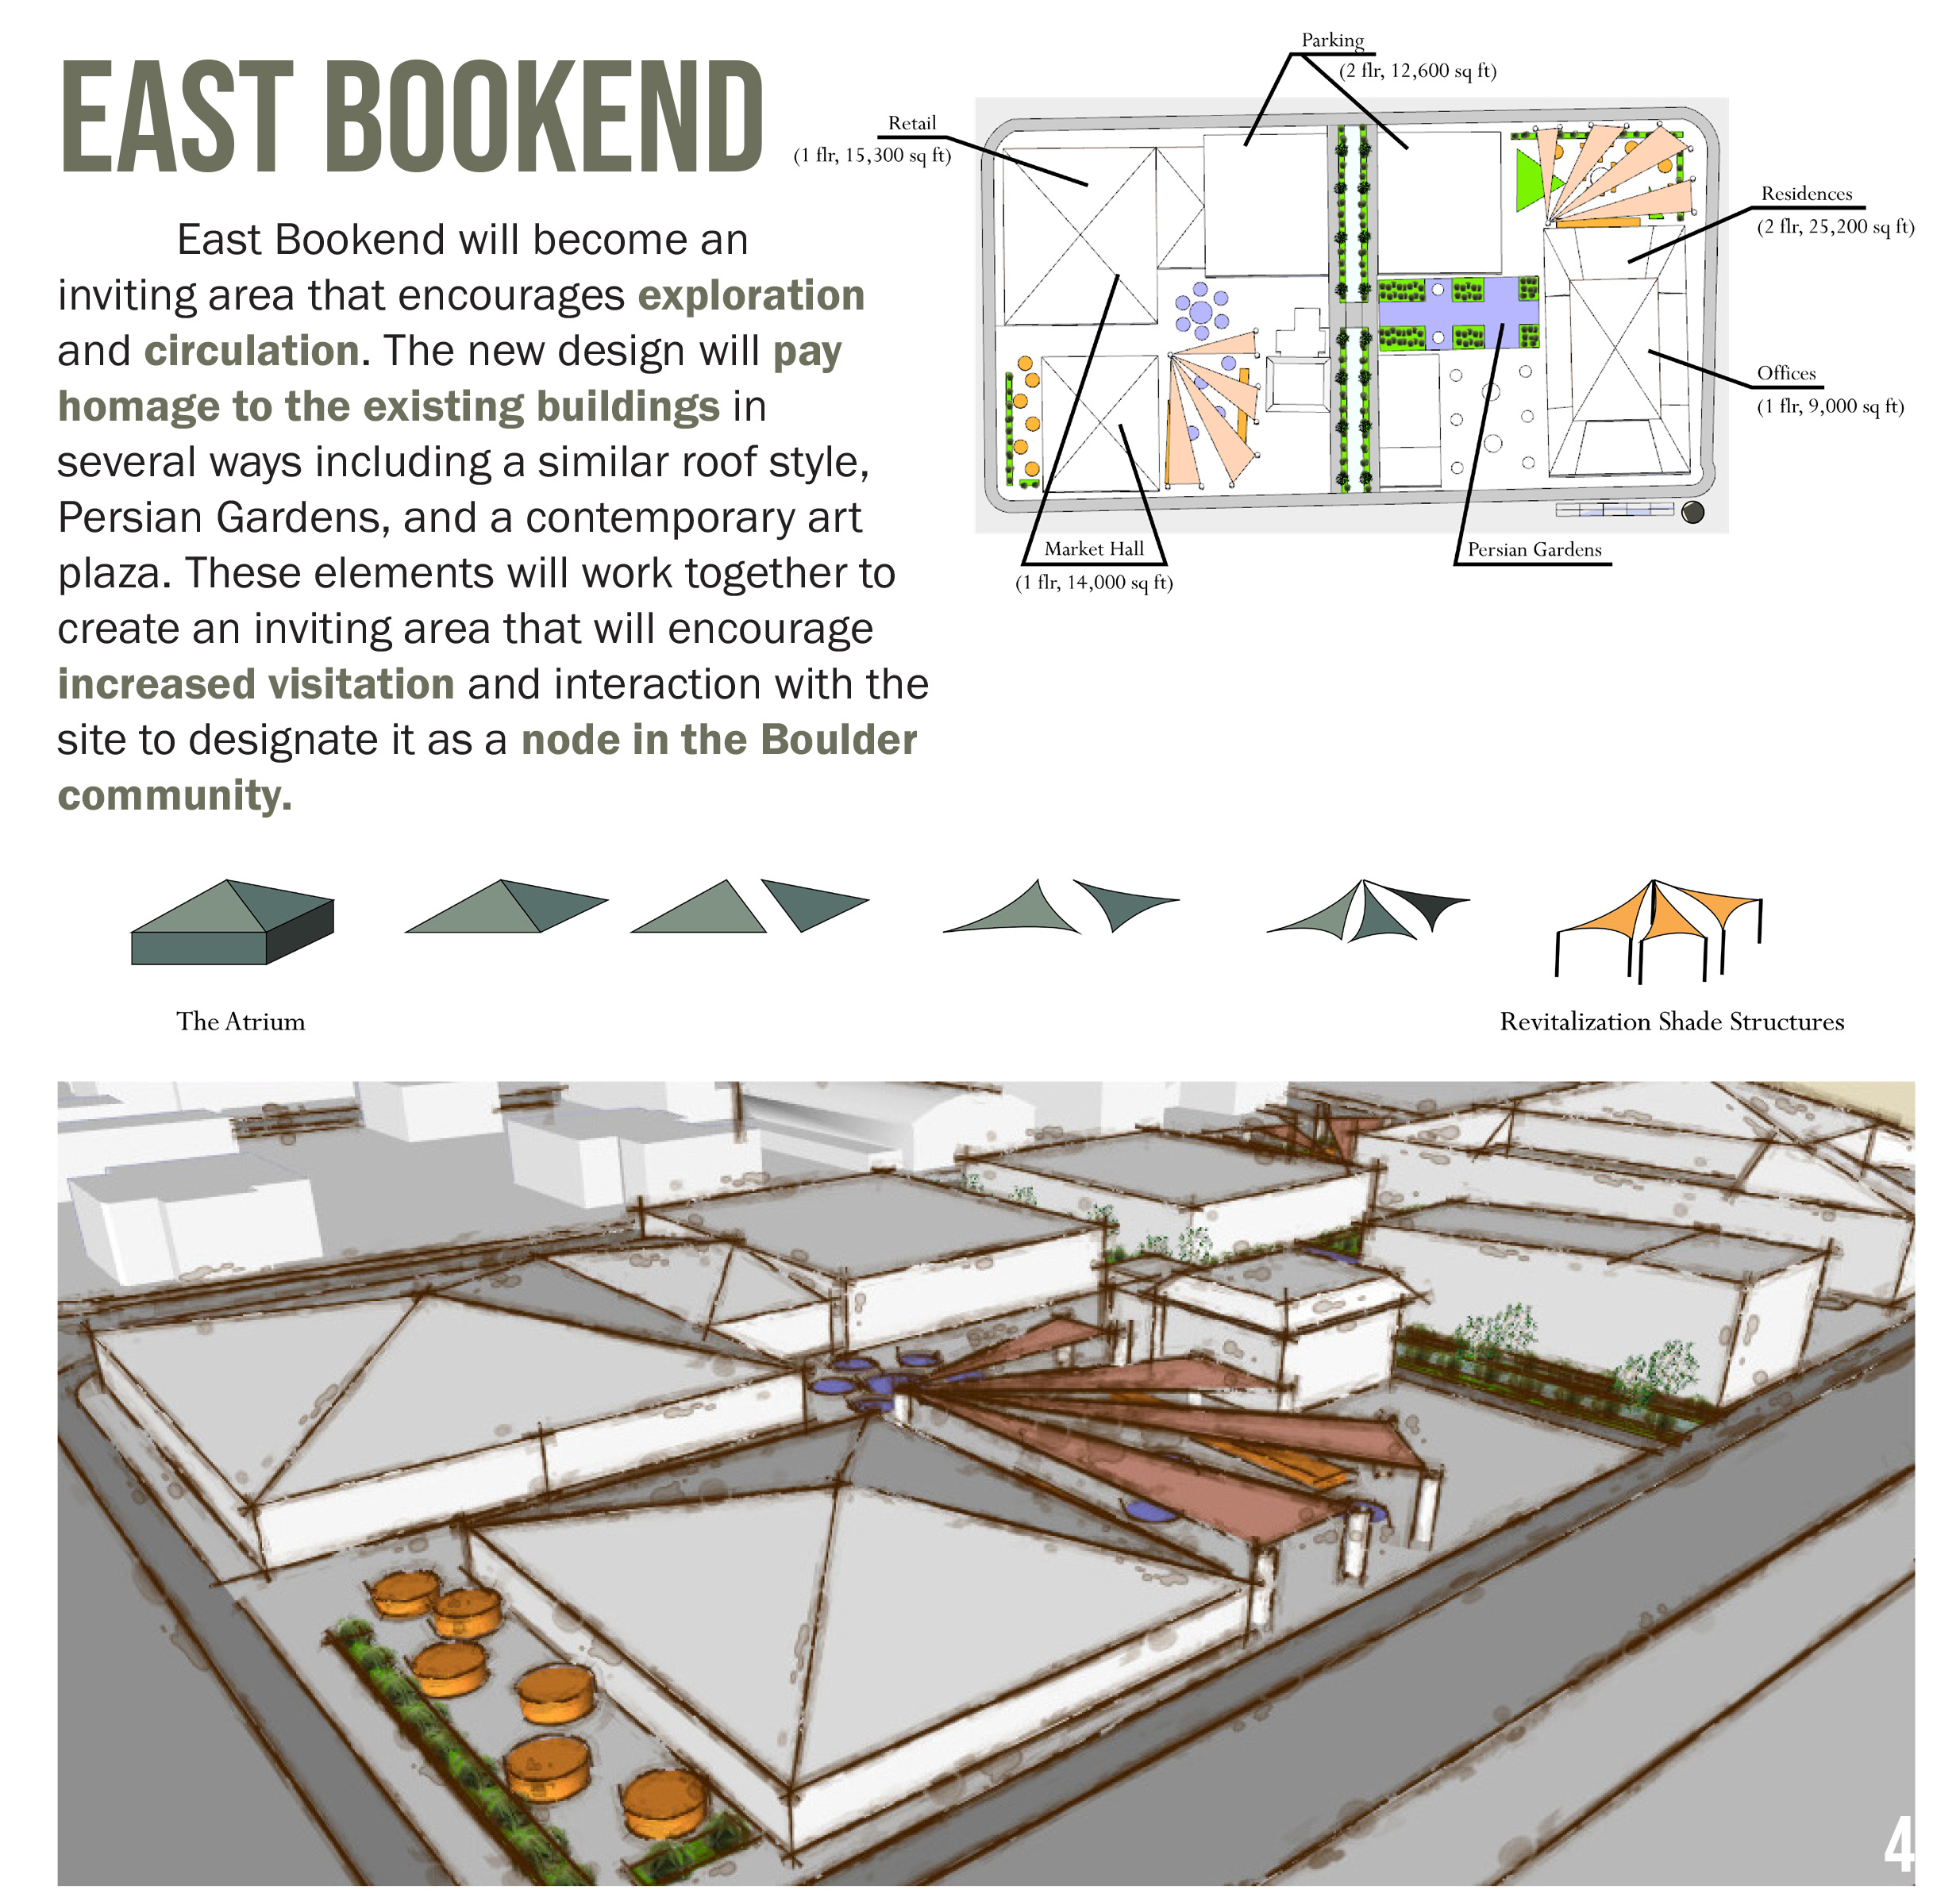 EAST BOOKEND
East Bookend will become an
inviting area that encourages exploration
and circulation. The new design will pay
homage to the existing buildings in
several ways including a similar roof style,
Persian Gardens, and a contemporary art
plaza. These elements will work together to
create an inviting area that will encourage
increased visitation and interaction with the
site to designate it as a node in the Boulder
community.
Parking
(2 flr, 12,600 sq ft)
Retail
(1 flr, 15,300 sq ft)
Residences
(2 flr, 25,200 sq ft)
Offices
(1 flr, 9,000 sq ft)
Market Hall
(1 flr, 14,000 sq ft)
Persian Gardens
The Atrium
Revitalization Shade Structures
4